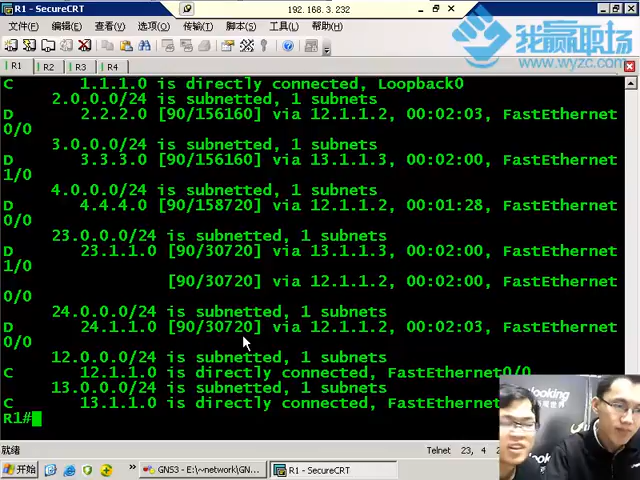 R1 - SecureCRT
192.168.3.232
文件(F) 编辑(E) 查看(V) 选项(O) 传输(T) 脚本(S) 工具(L) 帮助(H)
我赢职场
www.wyzc.com
R1 R2 R3 R4
C 1.1.1.0 is directly connected, Loopback0
2.0.0.0/24 is subnetted, 1 subnets
D 2.2.2.0 [90/156160] via 12.1.1.2, 00:02:03, FastEthernet
0/0
3.0.0.0/24 is subnetted, 1 subnets
D 3.3.3.0 [90/156160] via 13.1.1.3, 00:02:00, FastEthernet
1/0
4.0.0.0/24 is subnetted, 1 subnets
D 4.4.4.0 [90/158720] via 12.1.1.2, 00:01:28, FastEthernet
0/0
23.0.0.0/24 is subnetted, 1 subnets
D 23.1.1.0 [90/30720] via 13.1.1.3, 00:02:00, FastEthernet
1/0
[90/30720] via 12.1.1.2, 00:02:00, FastEthernet
0/0
24.0.0.0/24 is subnetted, 1 subnets
D 24.1.1.0 [90/30720] via 12.1.1.2, 00:02:03, FastEthernet
0/0
12.0.0.0/24 is subnetted, 1 subnets
C 12.1.1.0 is directly connected, FastEthernet0/0
13.0.0.0/24 is subnetted, 1 subnets
C 13.1.1.0 is directly connected, FastEthernet
R1#
就绪 Telnet 23, 4
开始 GNS3 - E:\~network\GN... R1 - SecureCRT